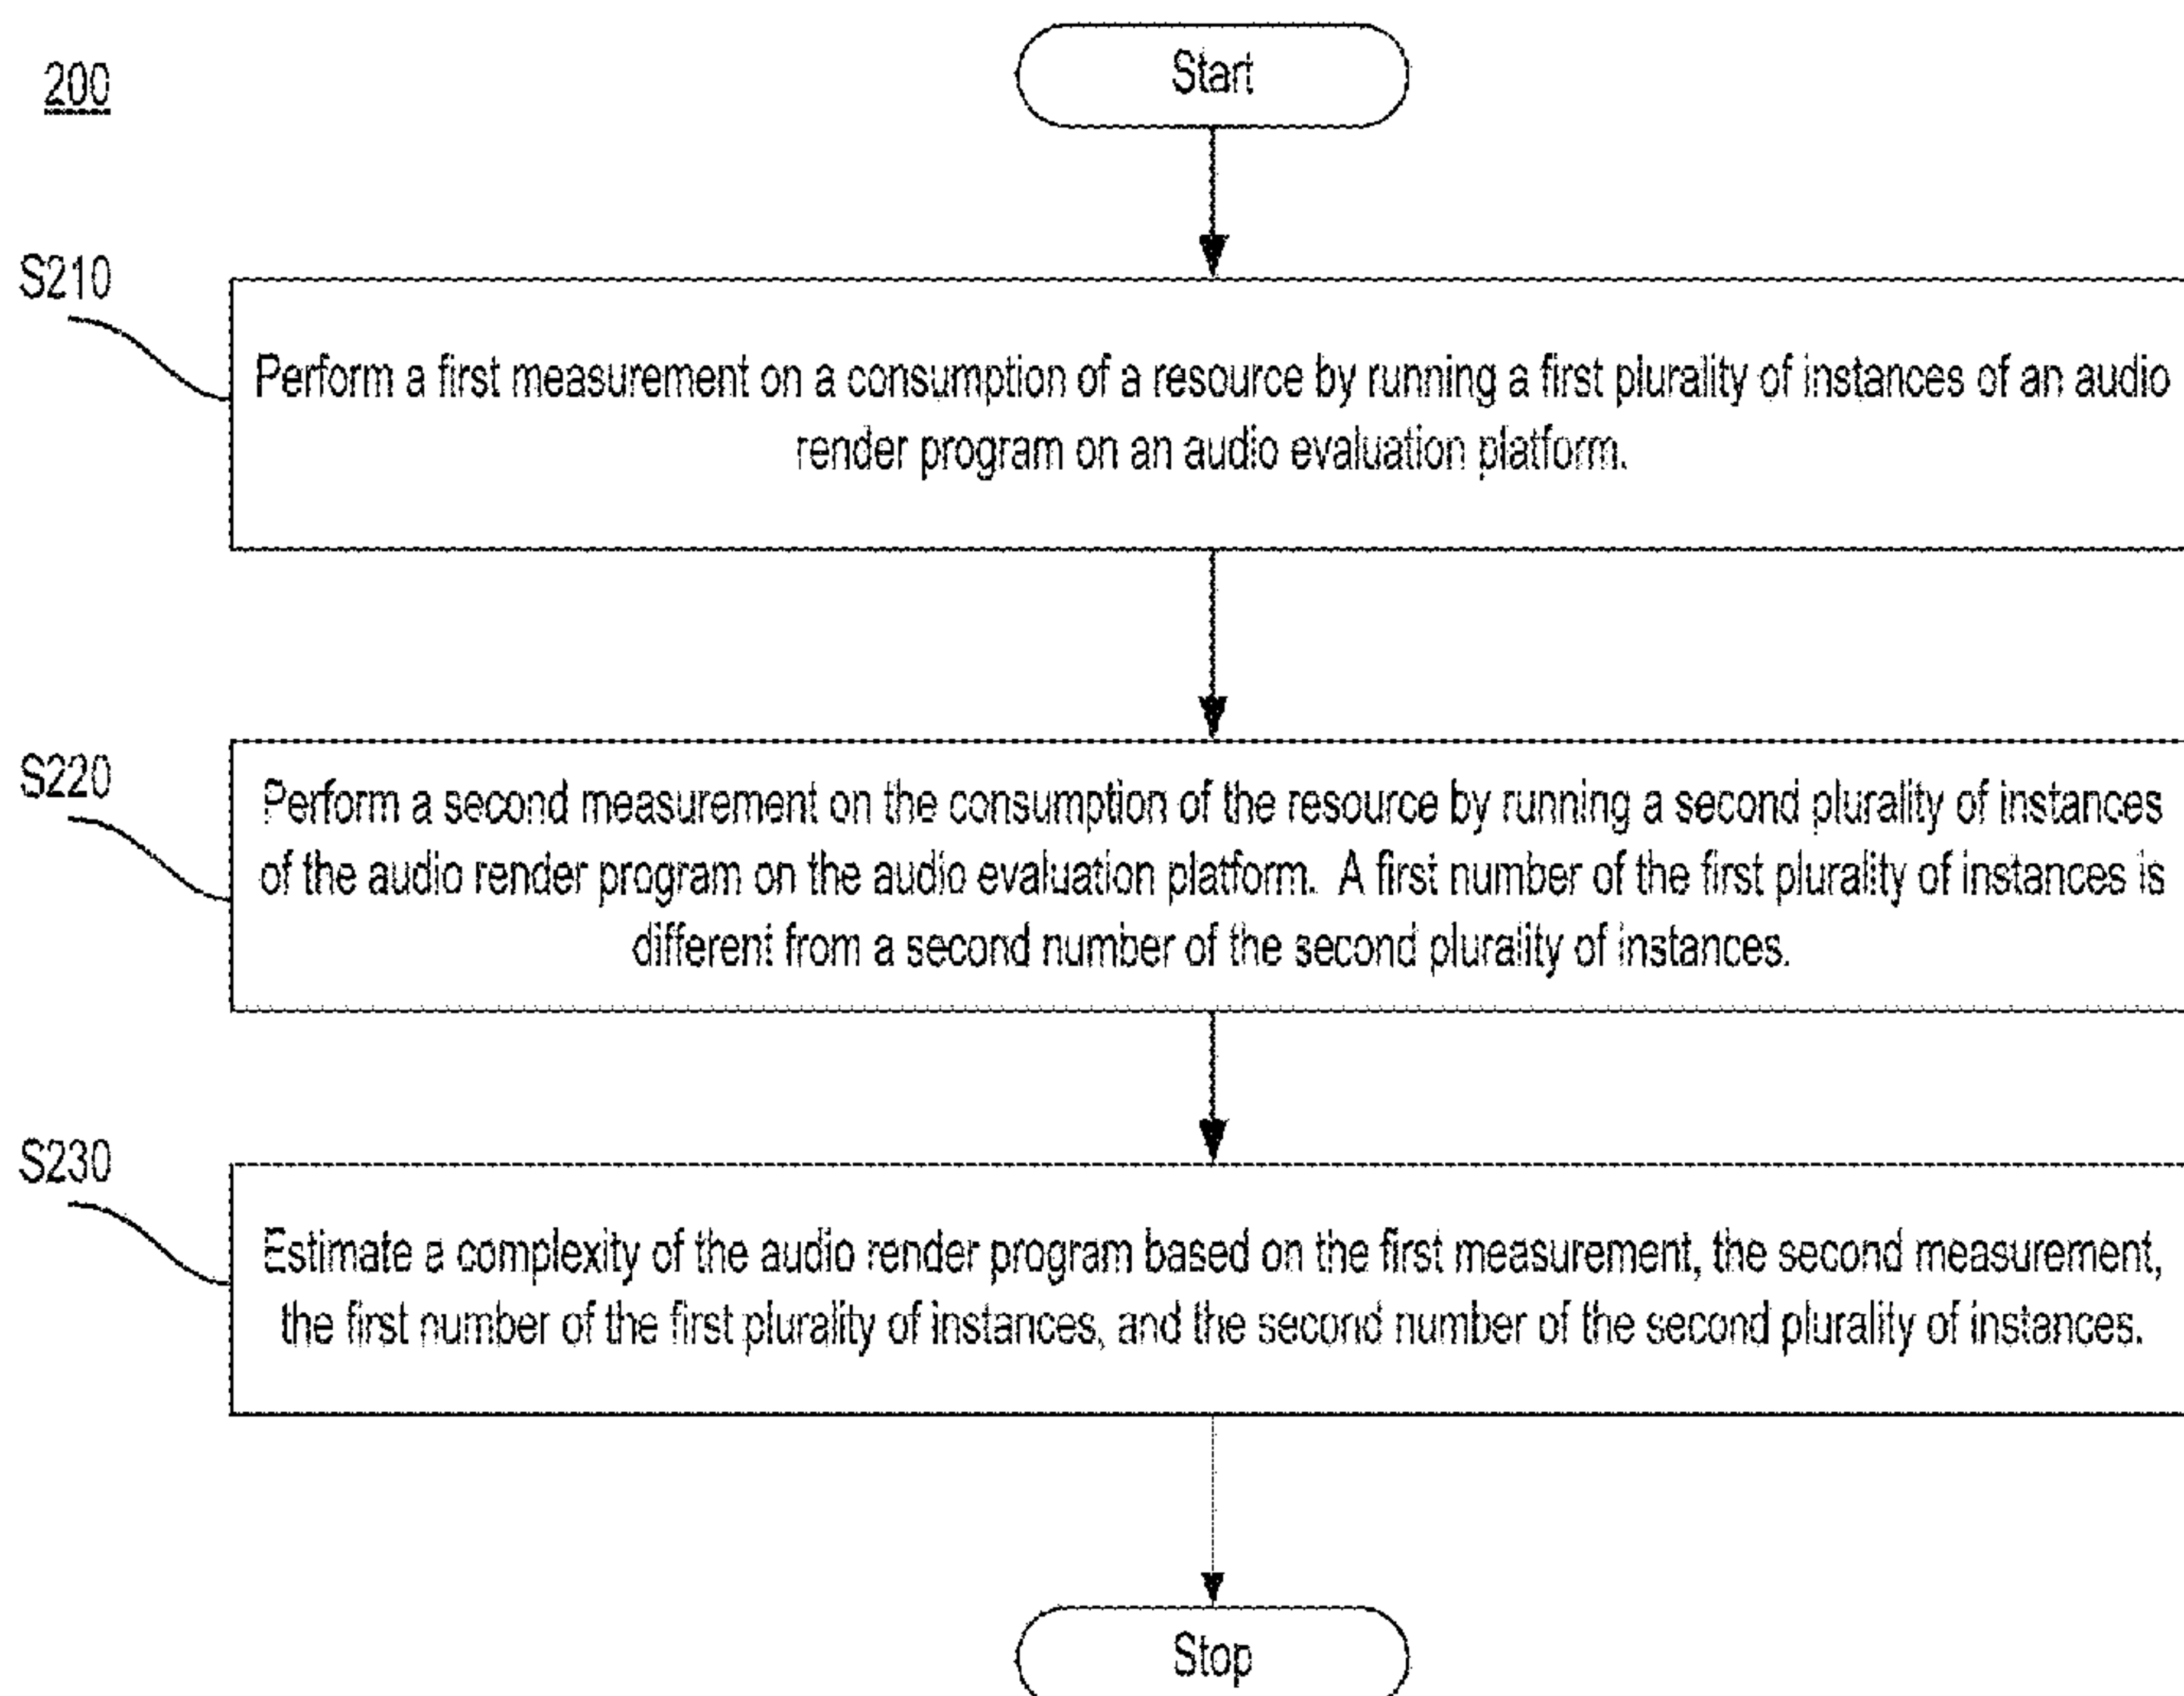 200
Start
S210
Perform a first measurement on a consumption of a resource by running a first plurality of instances of an audio
render program on an audio evaluation platform.
S220
Perform a second measurement on the consumption of the resource by running a second plurality of instances
of the audio render program on the audio evaluation platform. A first number of the first plurality of instances is
different from a second number of the second plurality of instances.
S230
Estimate a complexity of the audio render program based on the first measurement, the second measurement,
the first number of the first plurality of instances, and the second number of the second plurality of instances.
Stop